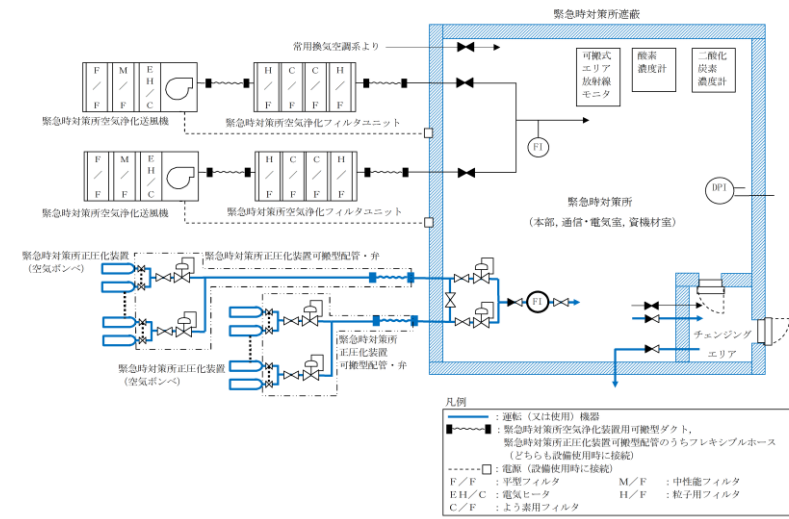 緊急時対策所遮蔽
常用換気空調系より
可搬式
エリア
放射線
モニタ
酸素
濃度計
二酸化
炭素
濃度計
F/F
M/F
EH/C
H/F
C/F
C/F
H/F
緊急時対策所空気浄化送風機
緊急時対策所空気浄化フィルタユニット
FI
F/F
M/F
EH/C
H/F
C/F
C/F
H/F
緊急時対策所空気浄化送風機
緊急時対策所空気浄化フィルタユニット
DPI
緊急時対策所
(本部,通信・電気室,資機材室)
緊急時対策所正圧化装置
(空気ボンベ)
緊急時対策所正圧化装置可搬型配管・弁
FI
緊急時対策所
正圧化装置
可搬型配管・弁
緊急時対策所正圧化装置
(空気ボンベ)
チェンジング
エリア
凡例
:運転(又は使用)機器
:緊急時対策所空気浄化装置用可搬型ダクト,
緊急時対策所正圧化装置可搬型配管のうちフレキシブルホース
(どちらも設備使用時に接続)
:電源(設備使用時に接続)
F/F :平型フィルタ M/F :中性能フィルタ
EH/C :電気ヒータ H/F :粒子用フィルタ
C/F :よう素用フィルタ